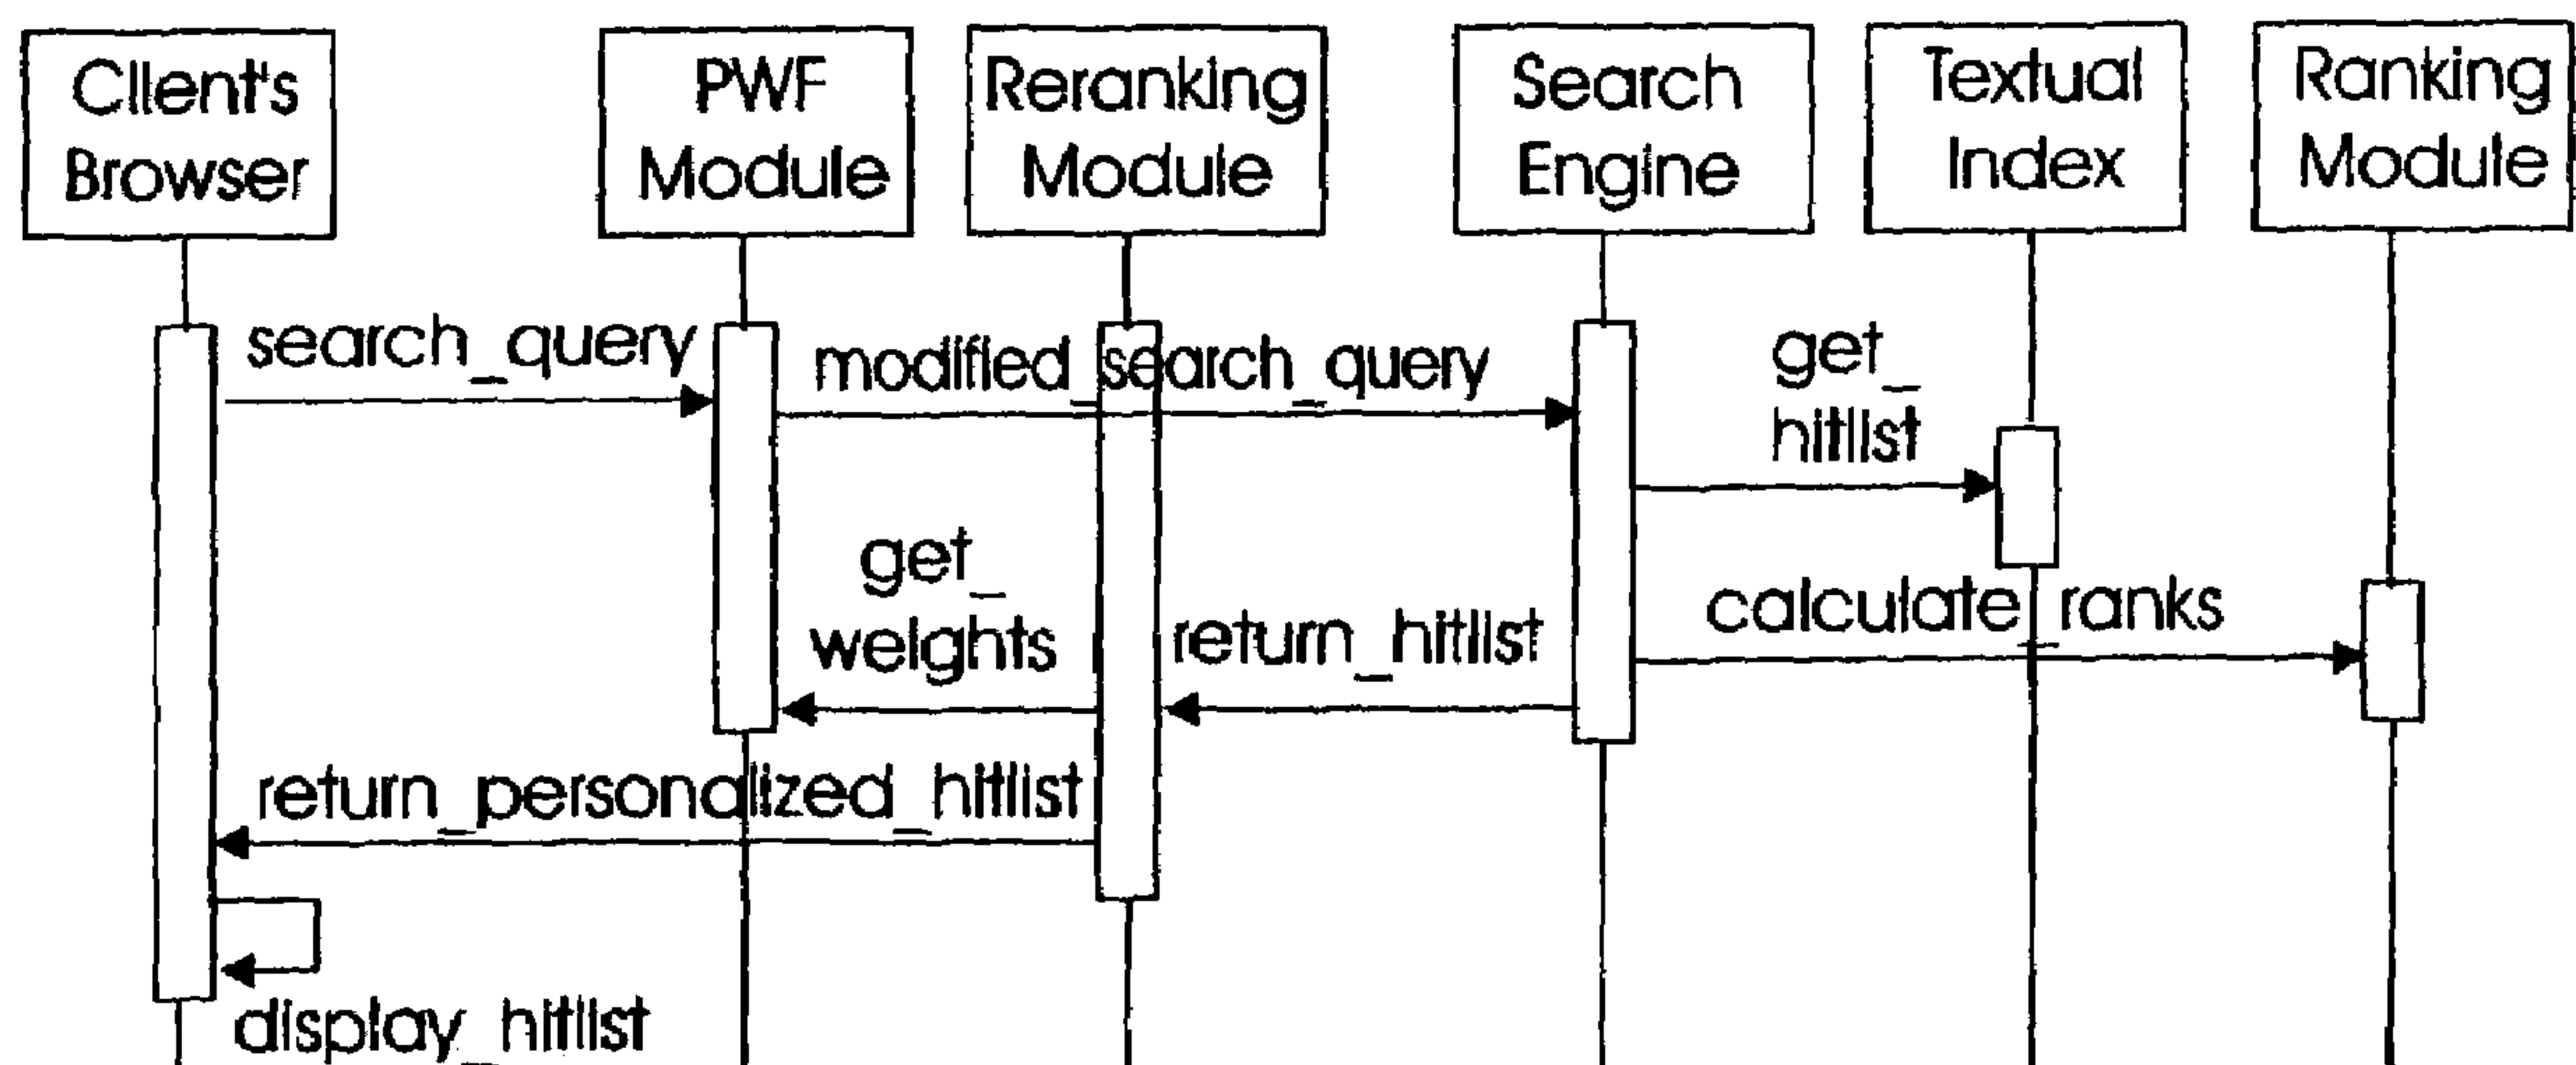 Client's
Browser
PWF
Module
Reranking
Module
Search
Engine
Textual
Index
Ranking
Module
search_query
modified_search_query
get_
hitlist
get_
weights
return_hitlist
calculate_ranks
return_personalized_hitlist
display_hitlist